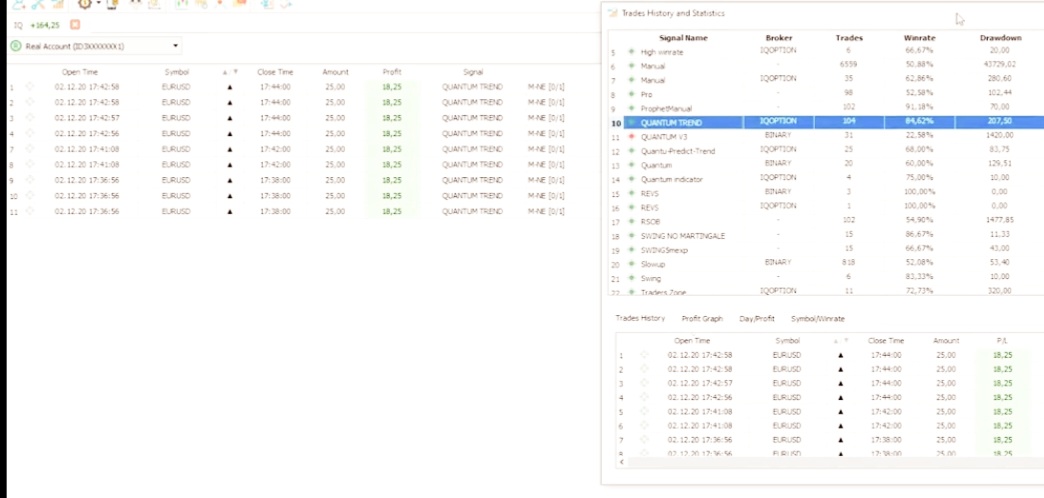 IQ +164,25
Real Account (ID:3XXXXXXX1)
Open Time Symbol Close Time Amount Profit Signal
1 02.12.20 17:42:58 EURUSD ▲ 17:44:00 25,00 18,25 QUANTUM TREND M-NE [0/1]
2 02.12.20 17:42:58 EURUSD ▲ 17:44:00 25,00 18,25 QUANTUM TREND M-NE [0/1]
3 02.12.20 17:42:57 EURUSD ▲ 17:44:00 25,00 18,25 QUANTUM TREND M-NE [0/1]
4 02.12.20 17:42:56 EURUSD ▲ 17:44:00 25,00 18,25 QUANTUM TREND M-NE [0/1]
7 02.12.20 17:41:08 EURUSD ▲ 17:42:00 25,00 18,25 QUANTUM TREND M-NE [0/1]
8 02.12.20 17:41:08 EURUSD ▲ 17:42:00 25,00 18,25 QUANTUM TREND M-NE [0/1]
9 02.12.20 17:36:56 EURUSD ▲ 17:38:00 25,00 18,25 QUANTUM TREND M-NE [0/1]
10 02.12.20 17:36:56 EURUSD ▲ 17:38:00 25,00 18,25 QUANTUM TREND M-NE [0/1]
11 02.12.20 17:36:56 EURUSD ▲ 17:38:00 25,00 18,25 QUANTUM TREND M-NE [0/1]
Trades History and Statistics
Signal Name Broker Trades Winrate Drawdown
5 High winrate IQOPTION 6 66,67% 20,00
6 Manual - 6559 50,88% 43729,02
7 Manual IQOPTION 35 62,86% 280,60
8 Pro - 98 52,58% 102,44
9 ProphetManual - 102 91,18% 70,00
10 QUANTUM TREND IQOPTION 104 84,62% 207,50
11 QUANTUM V3 BINARY 31 22,58% 1420,00
12 Quantu-Predict-Trend IQOPTION 25 68,00% 83,75
13 Quantum BINARY 20 60,00% 129,51
14 Quantum indicator IQOPTION 4 75,00% 10,00
15 REVS BINARY 3 100,00% 0,00
16 REVS IQOPTION 1 100,00% 0,00
17 RSOB - 102 54,90% 1477,85
18 SWING NO MARTINGALE - 15 86,67% 11,33
19 SWINGSmexp - 15 66,67% 43,00
20 Slowup BINARY 818 52,08% 53,40
21 Swing - 6 83,33% 10,00
22 Traders Zone IQOPTION 11 72,73% 320,00
Trades History Profit Graph Day/Profit Symbol/Winrate
Open Time Symbol Close Time Amount P/L
1 02.12.20 17:42:58 EURUSD ▲ 17:44:00 25,00 18,25
2 02.12.20 17:42:58 EURUSD ▲ 17:44:00 25,00 18,25
3 02.12.20 17:42:57 EURUSD ▲ 17:44:00 25,00 18,25
4 02.12.20 17:42:56 EURUSD ▲ 17:44:00 25,00 18,25
5 02.12.20 17:41:08 EURUSD ▲ 17:42:00 25,00 18,25
6 02.12.20 17:41:08 EURUSD ▲ 17:42:00 25,00 18,25
7 02.12.20 17:36:56 EURUSD ▲ 17:38:00 25,00 18,25
8 02.12.20 17:36:56 EURUSD ▲ 17:38:00 25,00 18,25